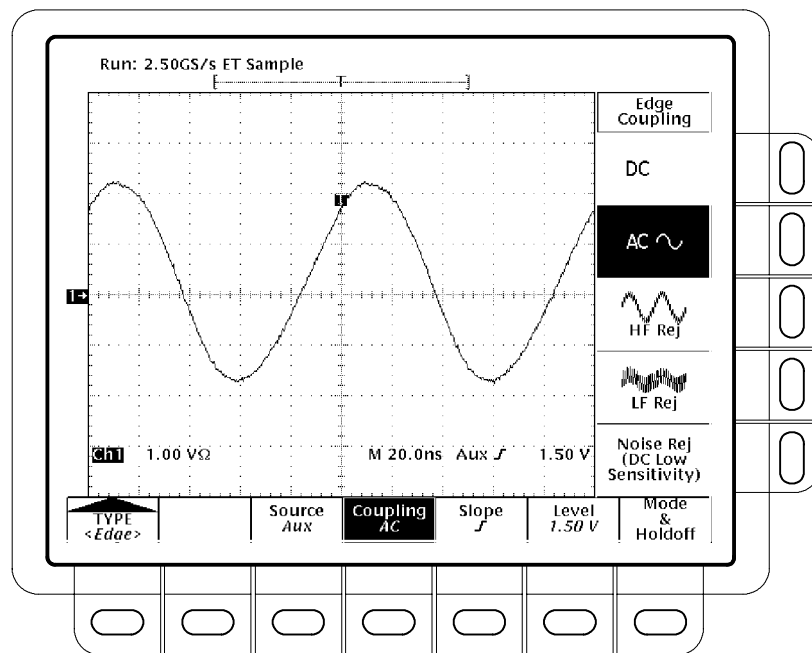 Run: 2.50GS/s ET Sample
T
Edge
Coupling
DC
AC
T
1
HF Rej
LF Rej
Ch1 1.00 VΩ M 20.0ns Aux 1.50 V
Noise Rej
(DC Low
Sensitivity)
TYPE
<Edge>
Source
Aux
Coupling
AC
Slope
Level
1.50 V
Mode
&
Holdoff